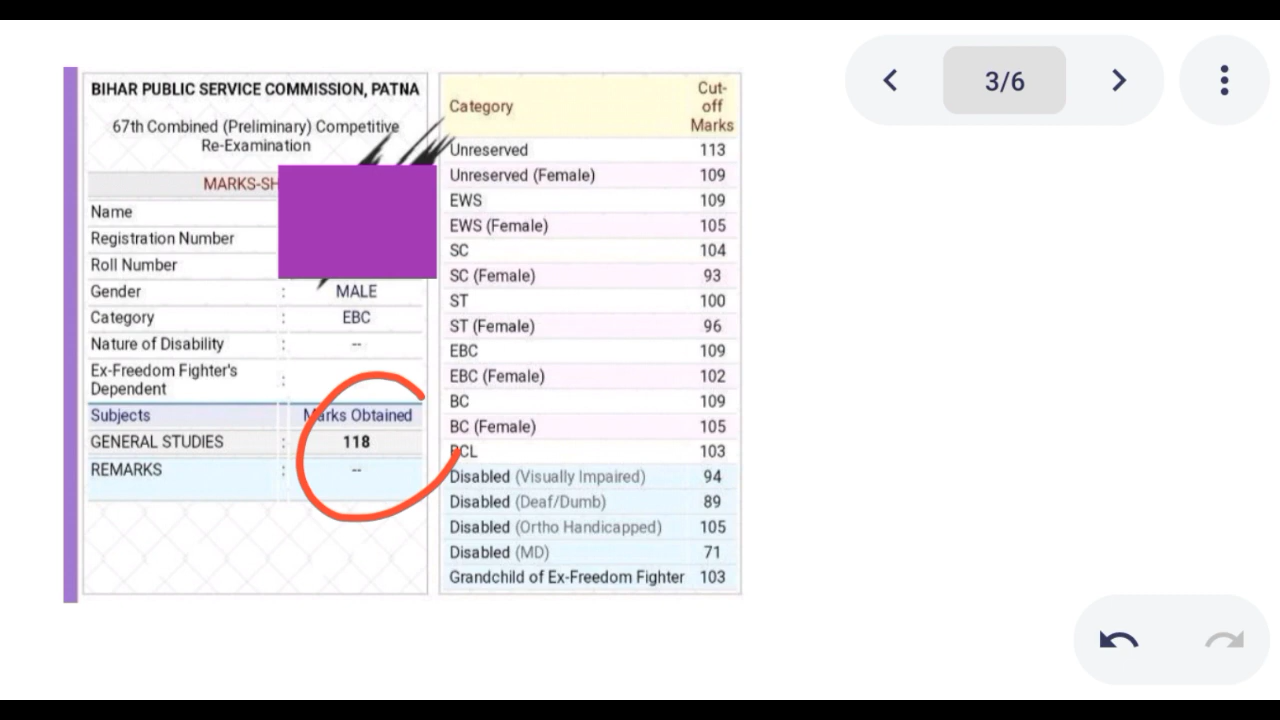 3/6
BIHAR PUBLIC SERVICE COMMISSION, PATNA
67th Combined (Preliminary) Competitive
Re-Examination
MARKS-SH
Name
Registration Number
Roll Number
Gender : MALE
Category : EBC
Nature of Disability : --
Ex-Freedom Fighter's
Dependent :
Subjects Marks Obtained
GENERAL STUDIES : 118
REMARKS : --
Category Cut-
off
Marks
Unreserved 113
Unreserved (Female) 109
EWS 109
EWS (Female) 105
SC 104
SC (Female) 93
ST 100
ST (Female) 96
EBC 109
EBC (Female) 102
BC 109
BC (Female) 105
BCL 103
Disabled (Visually Impaired) 94
Disabled (Deaf/Dumb) 89
Disabled (Ortho Handicapped) 105
Disabled (MD) 71
Grandchild of Ex-Freedom Fighter 103